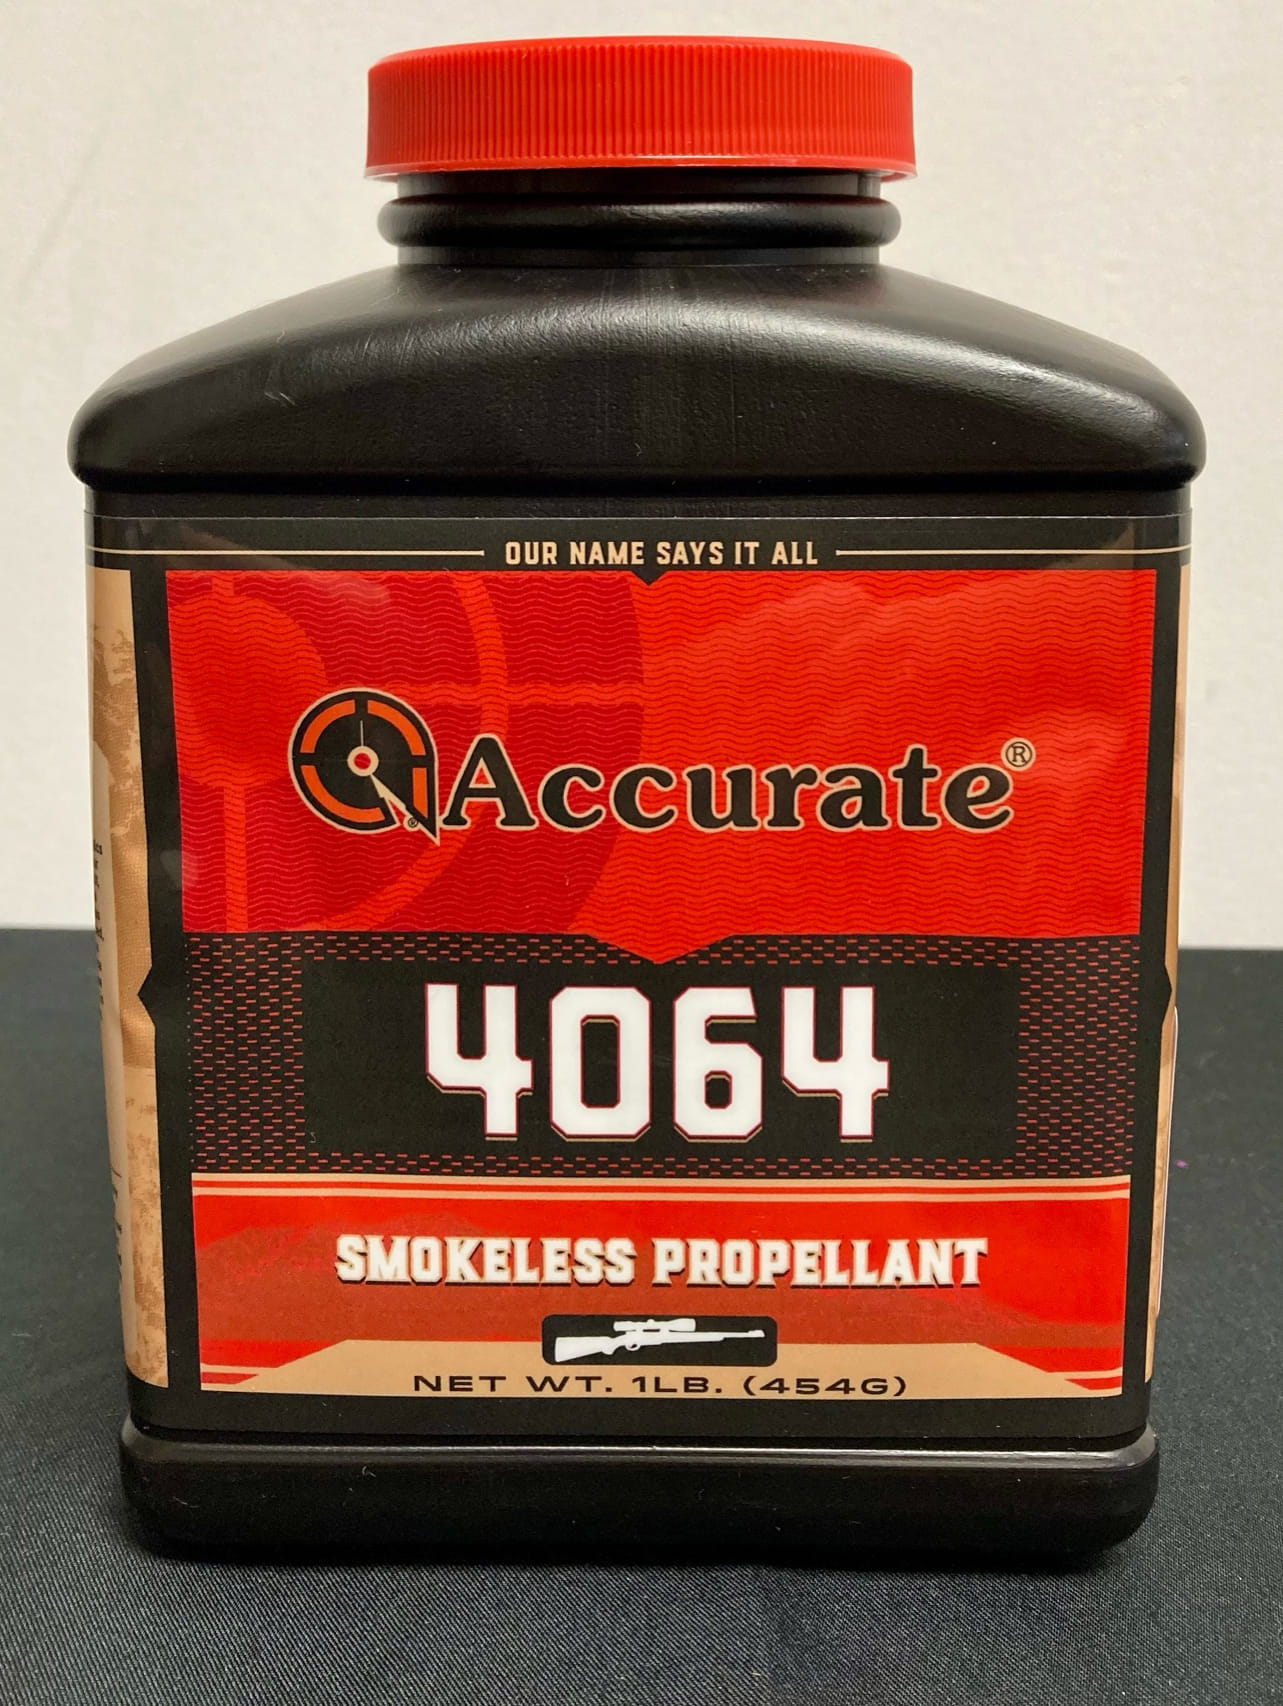 OUR NAME SAYS IT ALL
Accurate®
4064
SMOKELESS PROPELLANT
NET WT. 1LB. (454G)